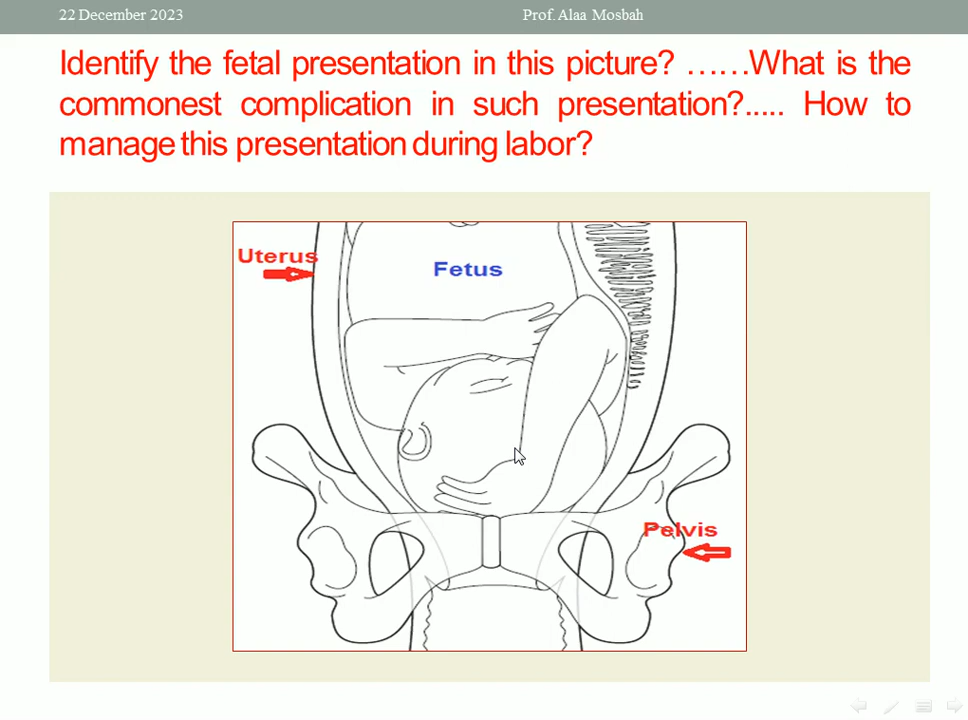 22 December 2023 Prof. Alaa Mosbah
Identify the fetal presentation in this picture? ……What is the
commonest complication in such presentation?..... How to
manage this presentation during labor?
Uterus
Fetus
Pelvis